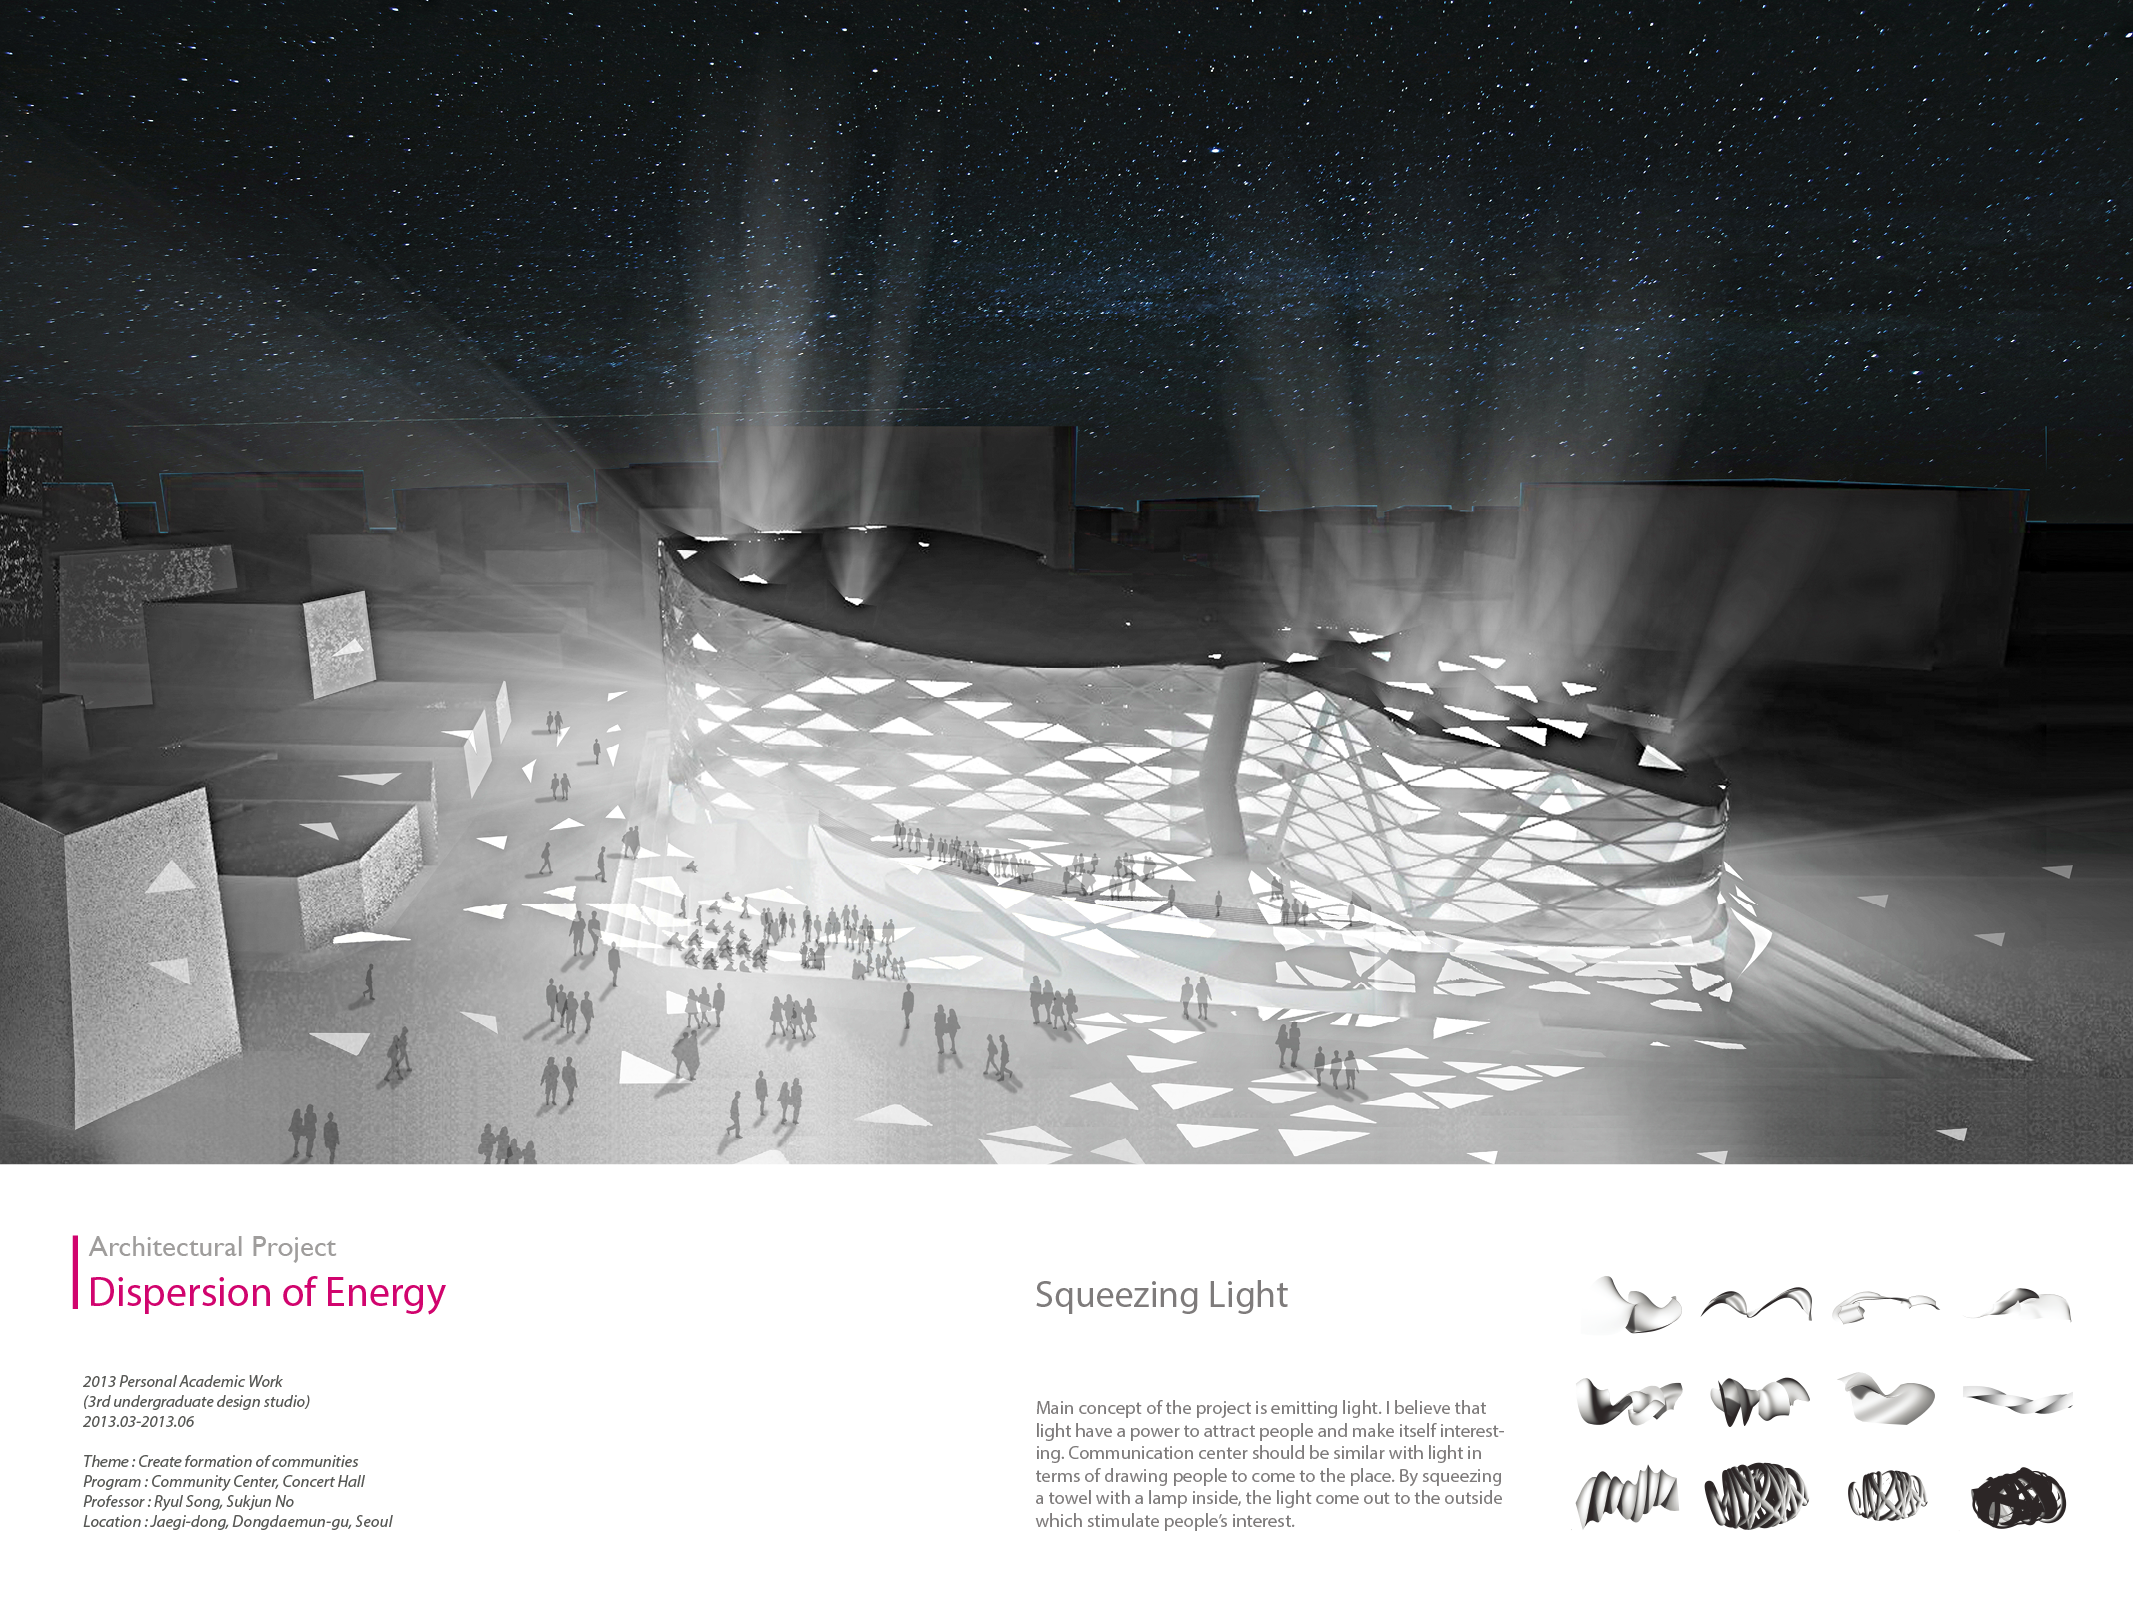 Architectural Project
Dispersion of Energy
2013 Personal Academic Work
(3rd undergraduate design studio)
2013.03-2013.06
Theme : Create formation of communities
Program : Community Center, Concert Hall
Professor : Ryul Song, Sukjun No
Location : Jaegi-dong, Dongdaemun-gu, Seoul
Squeezing Light
Main concept of the project is emitting light. I believe that
light have a power to attract people and make itself interest-
ing. Communication center should be similar with light in
terms of drawing people to come to the place. By squeezing
a towel with a lamp inside, the light come out to the outside
which stimulate people's interest.